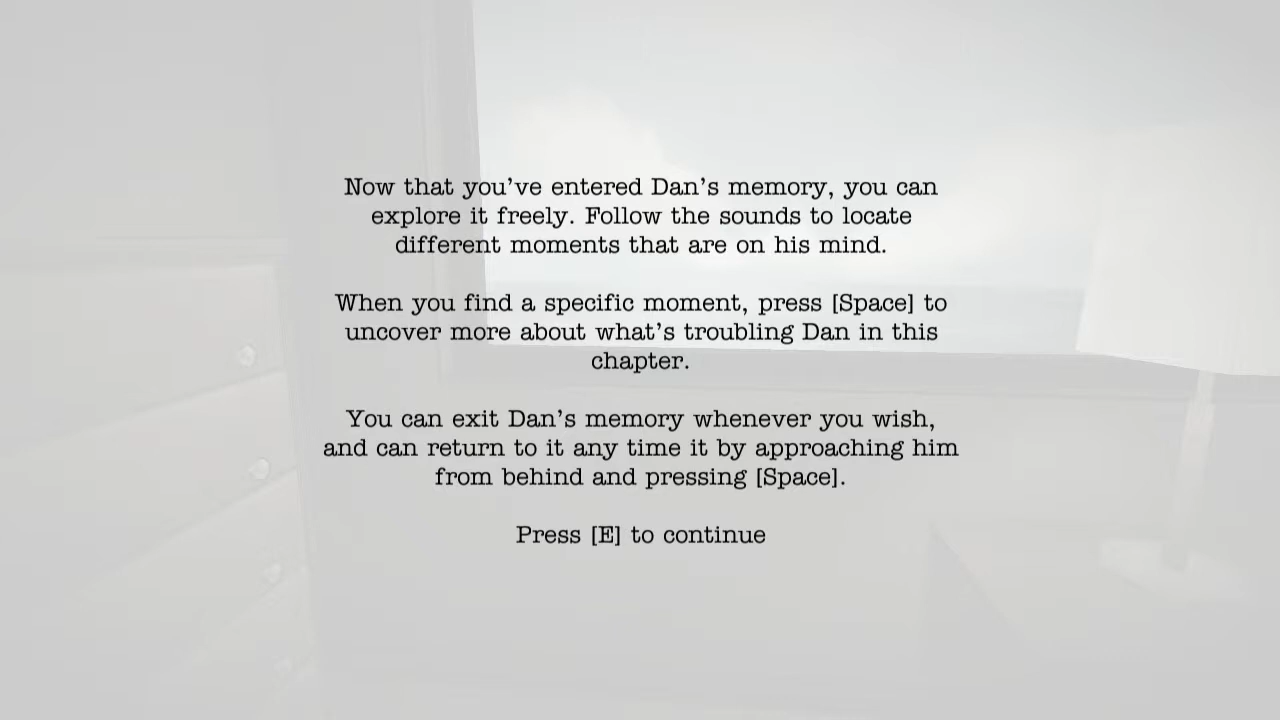 Now that you've entered Dan's memory, you can
explore it freely. Follow the sounds to locate
different moments that are on his mind.
When you find a specific moment, press [Space] to
uncover more about what's troubling Dan in this
chapter.
You can exit Dan's memory whenever you wish,
and can return to it any time it by approaching him
from behind and pressing [Space].
Press [E] to continue